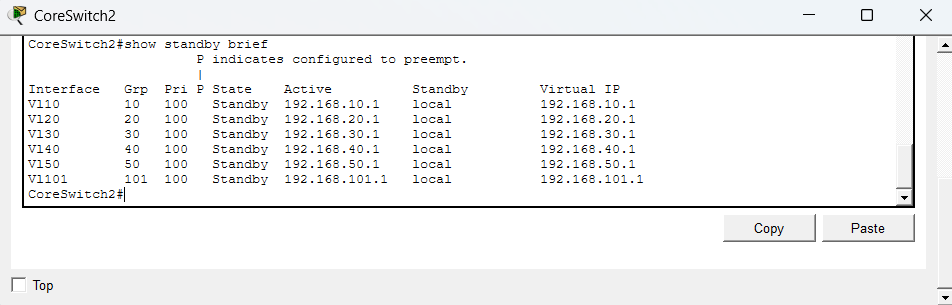 CoreSwitch2
CoreSwitch2#show standby brief
P indicates configured to preempt.
|
Interface Grp Pri P State Active Standby Virtual IP
Vl10 10 100 Standby 192.168.10.1 local 192.168.10.1
Vl20 20 100 Standby 192.168.20.1 local 192.168.20.1
Vl30 30 100 Standby 192.168.30.1 local 192.168.30.1
Vl40 40 100 Standby 192.168.40.1 local 192.168.40.1
Vl50 50 100 Standby 192.168.50.1 local 192.168.50.1
Vl101 101 100 Standby 192.168.101.1 local 192.168.101.1
CoreSwitch2#
Copy Paste
Top